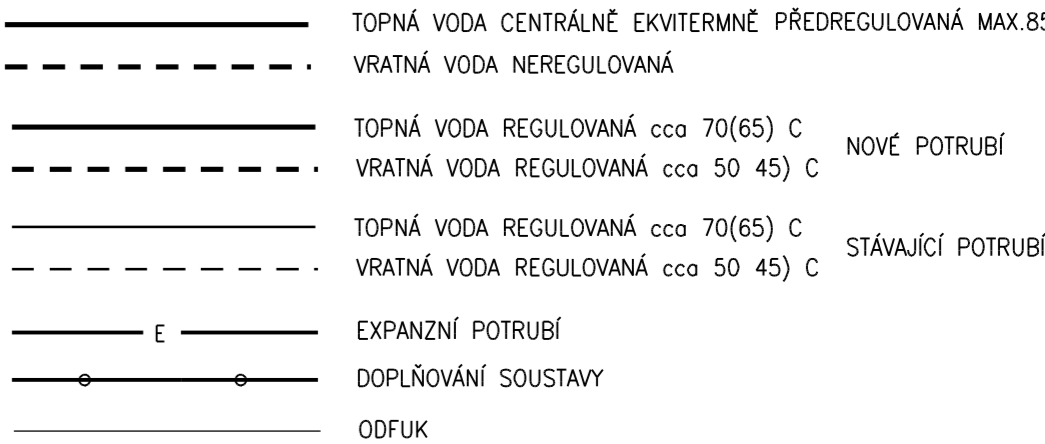 TOPNÁ VODA CENTRÁLNĚ EKVITERMNĚ PŘEDREGULOVANÁ MAX.85
VRATNÁ VODA NEREGULOVANÁ
TOPNÁ VODA REGULOVANÁ cca 70(65) C
VRATNÁ VODA REGULOVANÁ cca 50 45) C
NOVÉ POTRUBÍ
TOPNÁ VODA REGULOVANÁ cca 70(65) C
VRATNÁ VODA REGULOVANÁ cca 50 45) C
STÁVAJÍCÍ POTRUBÍ
E EXPANZNÍ POTRUBÍ
DOPLŇOVÁNÍ SOUSTAVY
ODFUK